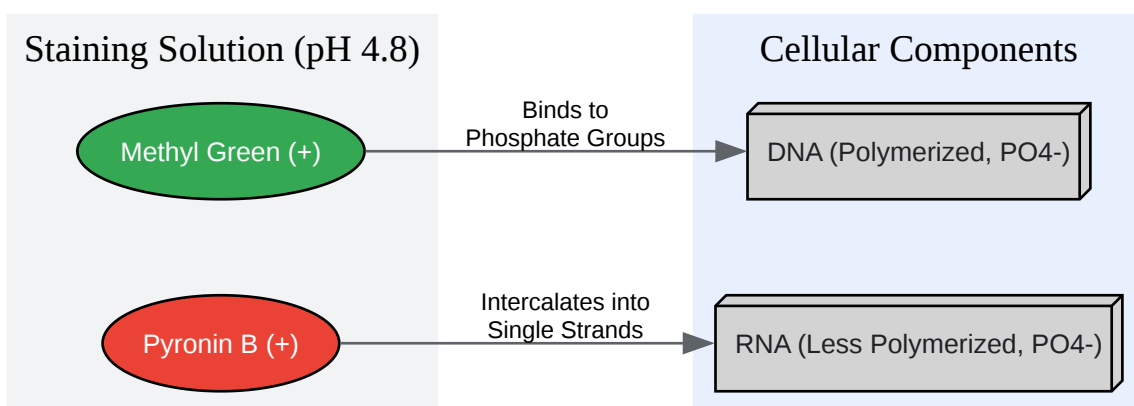 Staining Solution (pH 4.8)
Cellular Components
Methyl Green (+)
Binds to
Phosphate Groups
DNA (Polymerized, PO4-)
Pyronin B (+)
Intercalates into
Single Strands
RNA (Less Polymerized, PO4-)